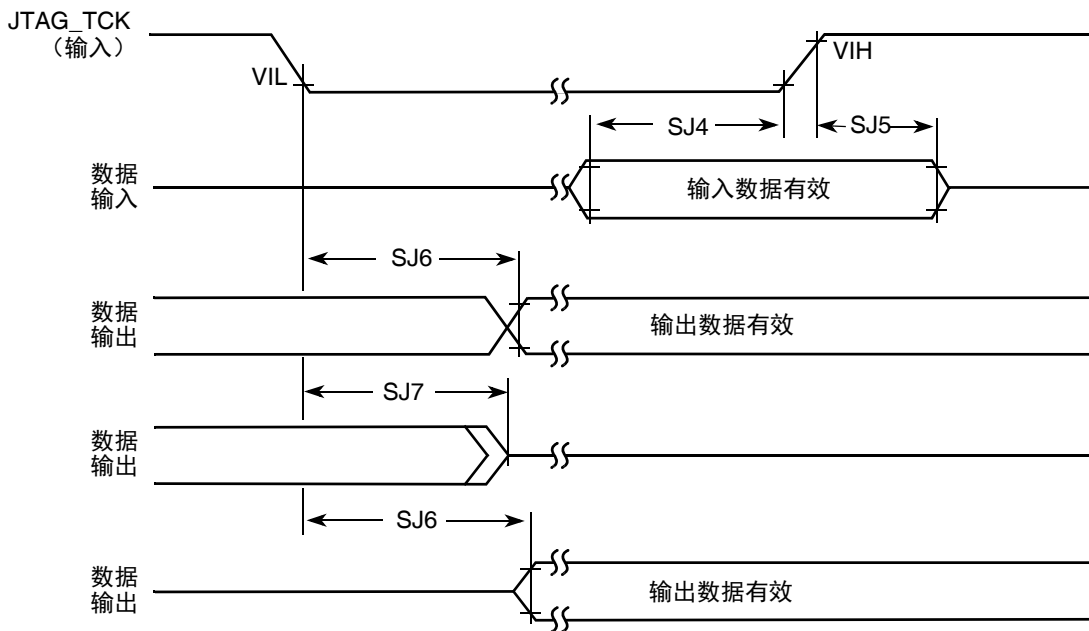 JTAG_TCK
（输入）
VIL
VIH
SJ4
SJ5
数据
输入
输入数据有效
SJ6
数据
输出
输出数据有效
SJ7
数据
输出
SJ6
数据
输出
输出数据有效